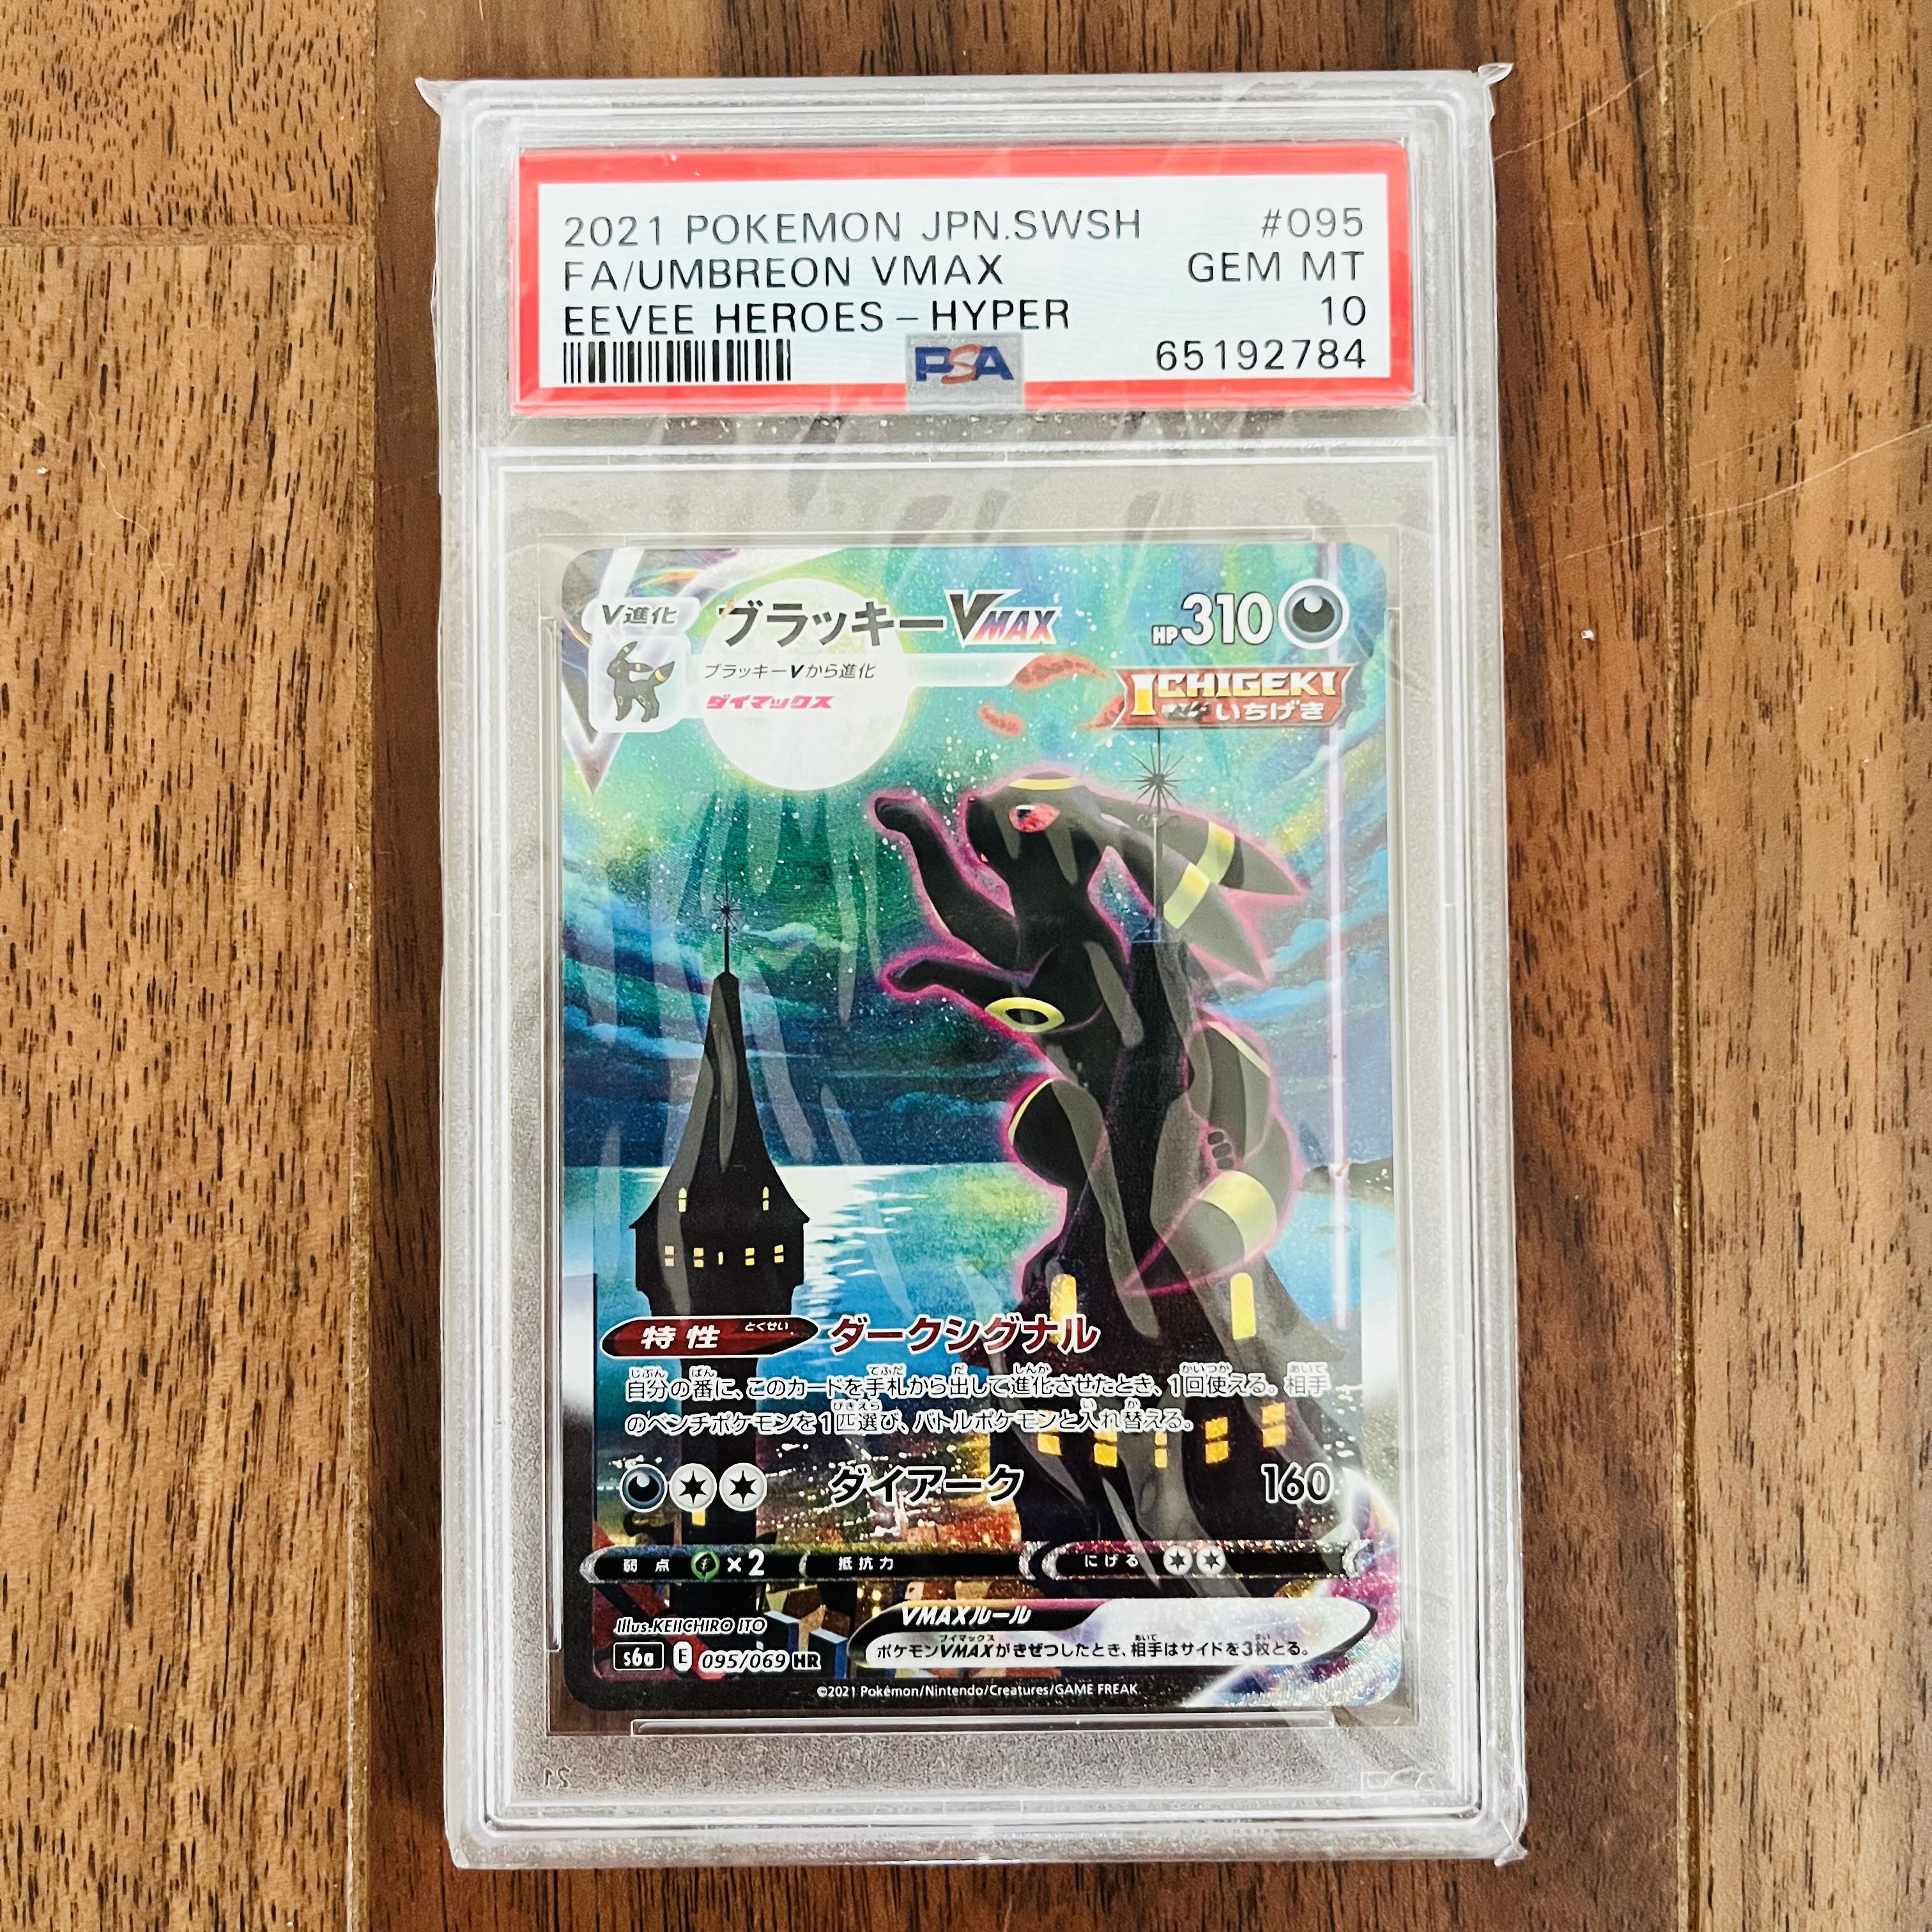 2021 POKEMON JPN.SWSH #095
FA/UMBREON VMAX GEM MT
EEVEE HEROES - HYPER 10
PSA 65192784
V進化 ブラッキーVMAX HP310
ブラッキーVから進化
ダイマックス
ICHIGEKI
いちげき
特性 とくせい ダークシグナル
自分の番に、このカードを手札から出して進化させたとき、1回使える。相手
のベンチポケモンを1匹選び、バトルポケモンと入れ替える。
ダイアーク 160
弱点 ×2 抵抗力 にげる
VMAXルール
ポケモンVMAXがきぜつしたとき、相手はサイドを3枚とる。
Illus.KEIICHIRO ITO
s6a E 095/069 HR
©2021 Pokémon/Nintendo/Creatures/GAME FREAK